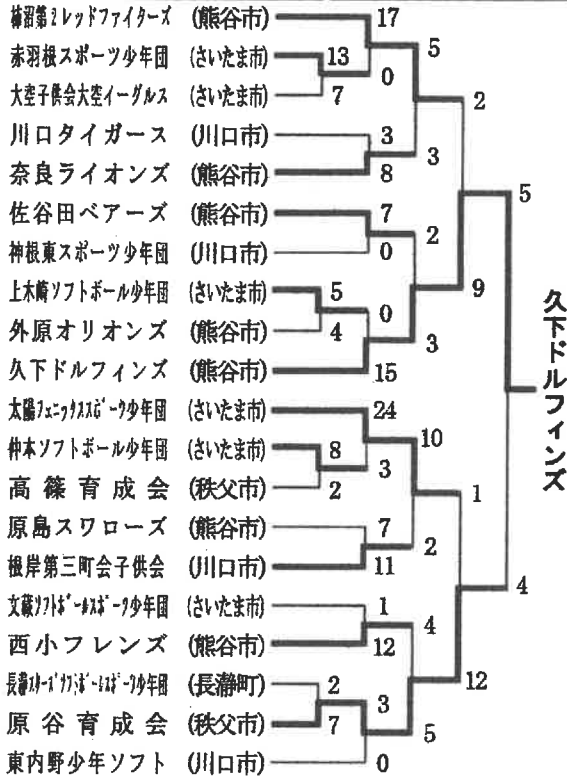 柿沼第2レッドファイターズ (熊谷市) 17
5
赤羽根スポーツ少年団 (さいたま市) 13
0
大空子供会大空イーグルス (さいたま市) 7
2
川口タイガース (川口市) 3
3
奈良ライオンズ (熊谷市) 8
5
佐谷田ベアーズ (熊谷市) 7
2
神根東スポーツ少年団 (川口市) 0
9
上木崎ソフトボール少年団 (さいたま市) 5
0
外原オリオンズ (熊谷市) 4
3
久下ドルフィンズ (熊谷市) 15
久下ドルフィンズ
太陽フェニックススポーツ少年団 (さいたま市) 24
10
仲本ソフトボール少年団 (さいたま市) 8
3
高篠育成会 (秩父市) 2
1
原島スワローズ (熊谷市) 7
2
根岸第三町会子供会 (川口市) 11
4
文蔵ソフトボールスポーツ少年団 (さいたま市) 1
4
西小フレンズ (熊谷市) 12
12
長瀞スターズソフトボールスポーツ少年団 (長瀞町) 2
3
原谷育成会 (秩父市) 7
5
東内野少年ソフト (川口市) 0